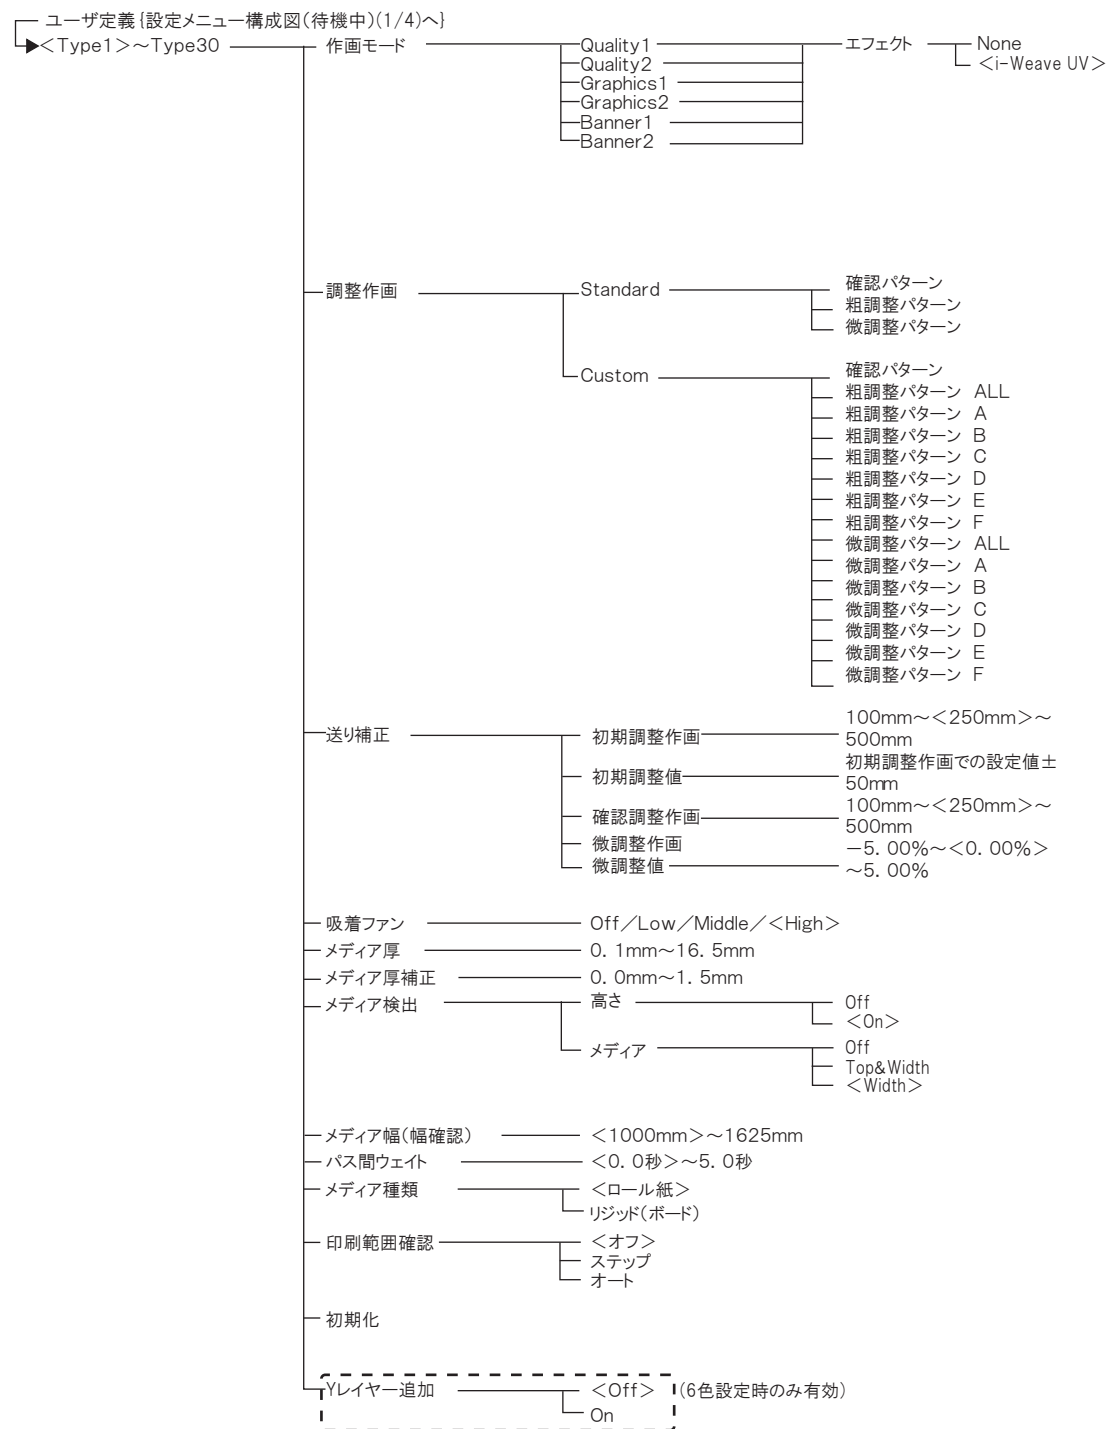 ユーザ定義{設定メニュー構成図(待機中)(1/4)へ}
<Type1>～Type30
作画モード
Quality1
Quality2
Graphics1
Graphics2
Banner1
Banner2
エフェクト
None
<i-Weave UV>
調整作画
Standard
確認パターン
粗調整パターン
微調整パターン
Custom
確認パターン
粗調整パターン ALL
粗調整パターン A
粗調整パターン B
粗調整パターン C
粗調整パターン D
粗調整パターン E
粗調整パターン F
微調整パターン ALL
微調整パターン A
微調整パターン B
微調整パターン C
微調整パターン D
微調整パターン E
微調整パターン F
送り補正
初期調整作画
100mm～<250mm>～
500mm
初期調整値
初期調整作画での設定値±
50mm
確認調整作画
100mm～<250mm>～
500mm
微調整作画
微調整値
－5.00%～<0.00%>
～5.00%
吸着ファン
Off／Low／Middle／<High>
メディア厚
0.1mm～16.5mm
メディア厚補正
0.0mm～1.5mm
メディア検出
高さ
Off
<On>
メディア
Off
Top&Width
<Width>
メディア幅(幅確認)
<1000mm>～1625mm
パス間ウェイト
<0.0秒>～5.0秒
メディア種類
<ロール紙>
リジッド(ボード)
印刷範囲確認
<オフ>
ステップ
オート
初期化
Yレイヤー追加
<Off>
(6色設定時のみ有効)
On